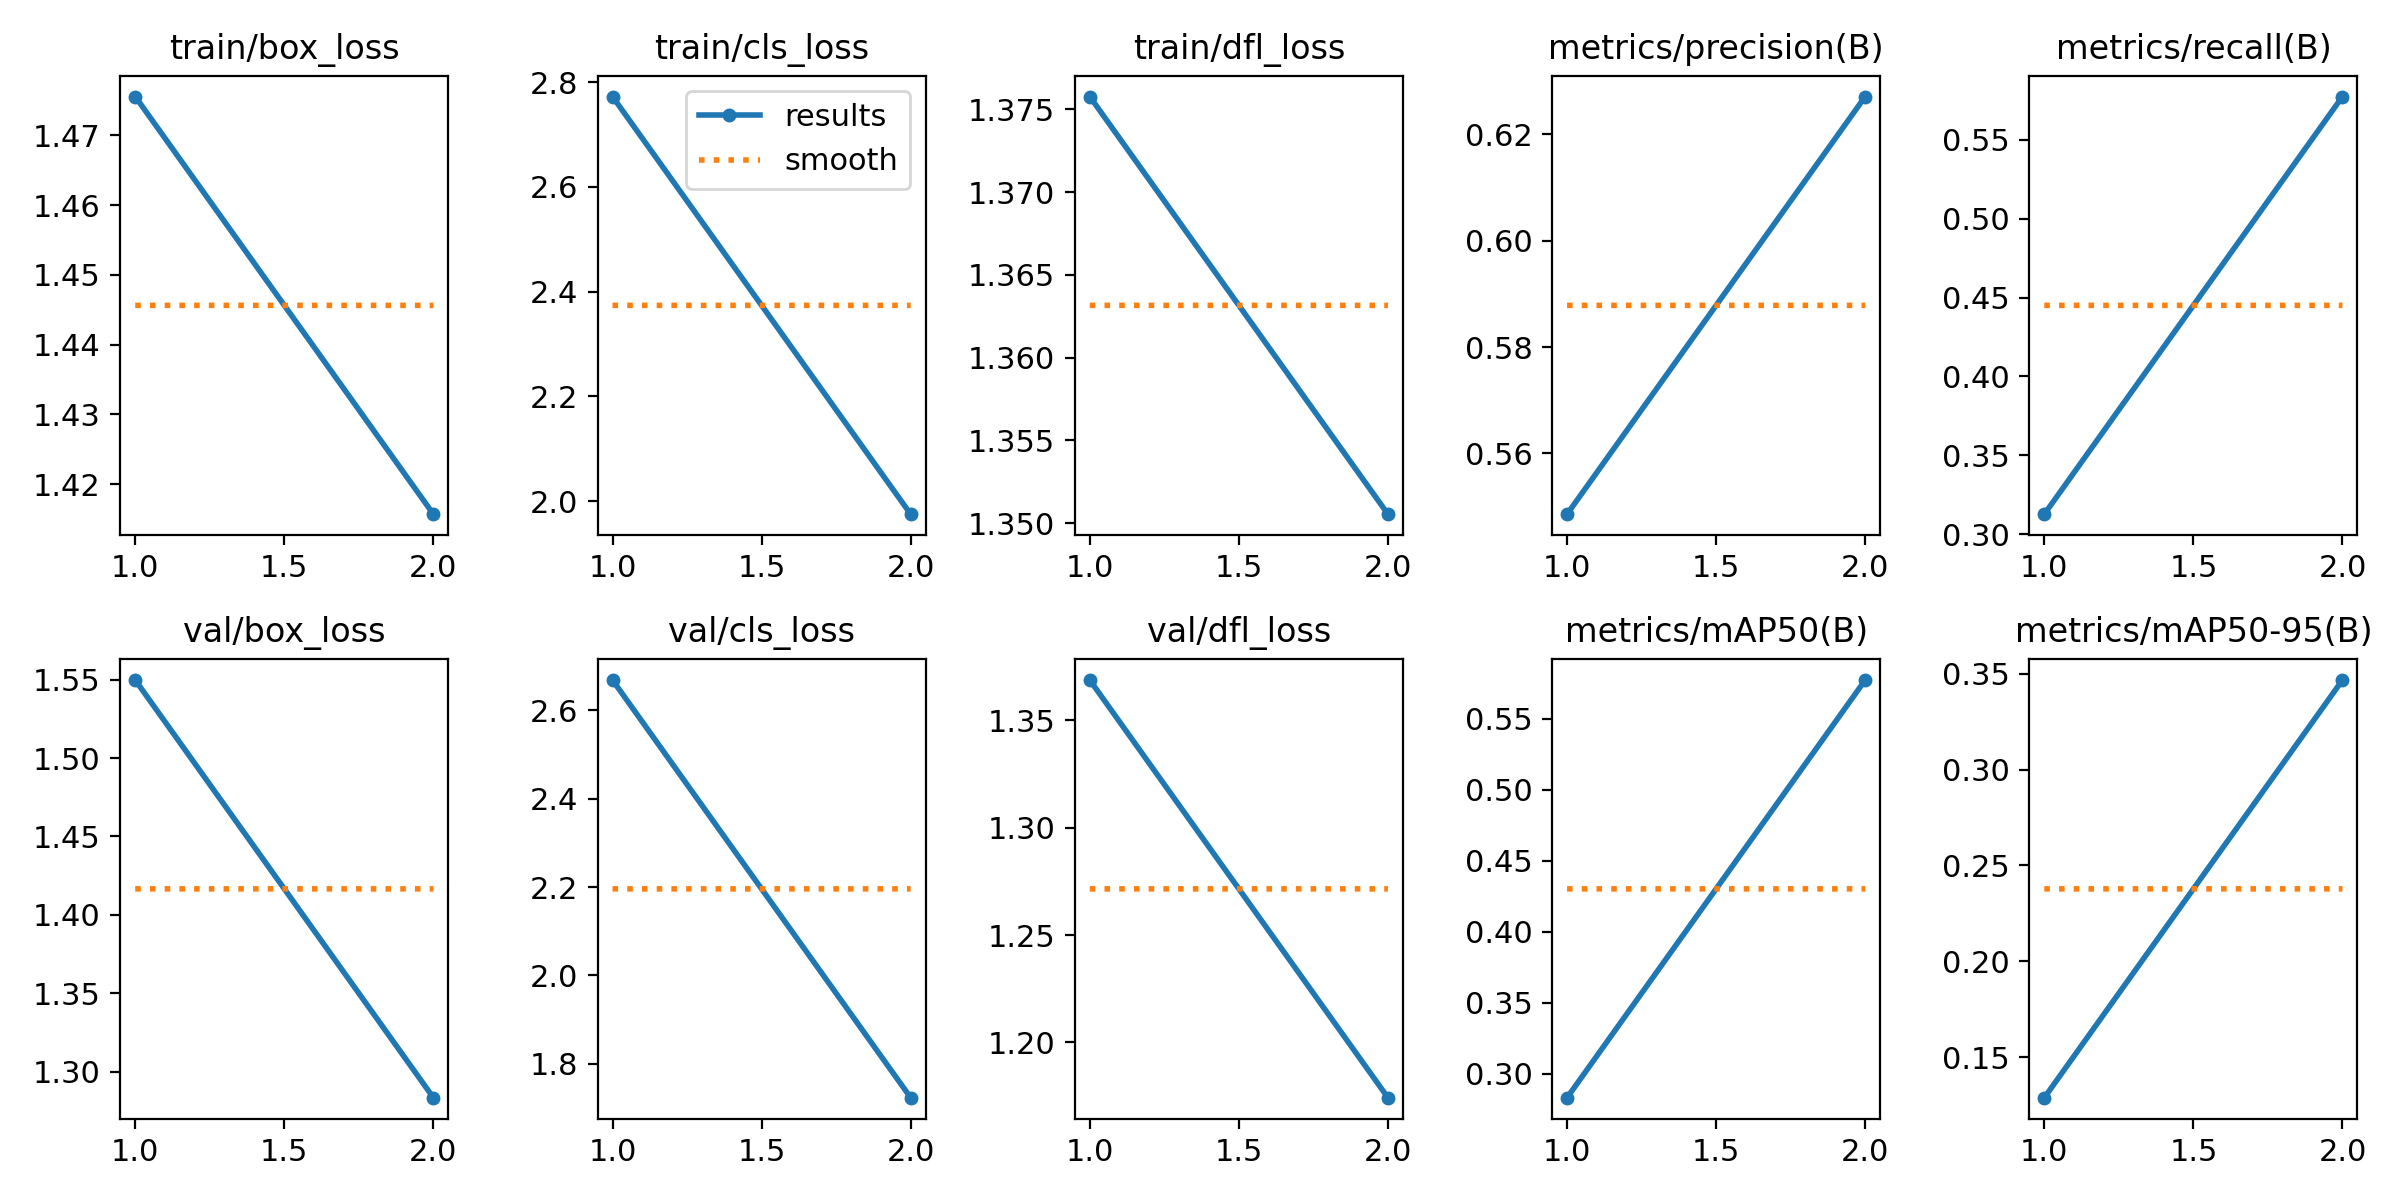 train/box_loss
1.47
1.46
1.45
1.44
1.43
1.42
1.0 1.5 2.0
train/cls_loss
results
smooth
2.8
2.6
2.4
2.2
2.0
1.0 1.5 2.0
train/dfl_loss
1.375
1.370
1.365
1.360
1.355
1.350
1.0 1.5 2.0
metrics/precision(B)
0.62
0.60
0.58
0.56
1.0 1.5 2.0
metrics/recall(B)
0.55
0.50
0.45
0.40
0.35
0.30
1.0 1.5 2.0
val/box_loss
1.55
1.50
1.45
1.40
1.35
1.30
1.0 1.5 2.0
val/cls_loss
2.6
2.4
2.2
2.0
1.8
1.0 1.5 2.0
val/dfl_loss
1.35
1.30
1.25
1.20
1.0 1.5 2.0
metrics/mAP50(B)
0.55
0.50
0.45
0.40
0.35
0.30
1.0 1.5 2.0
metrics/mAP50-95(B)
0.35
0.30
0.25
0.20
0.15
1.0 1.5 2.0